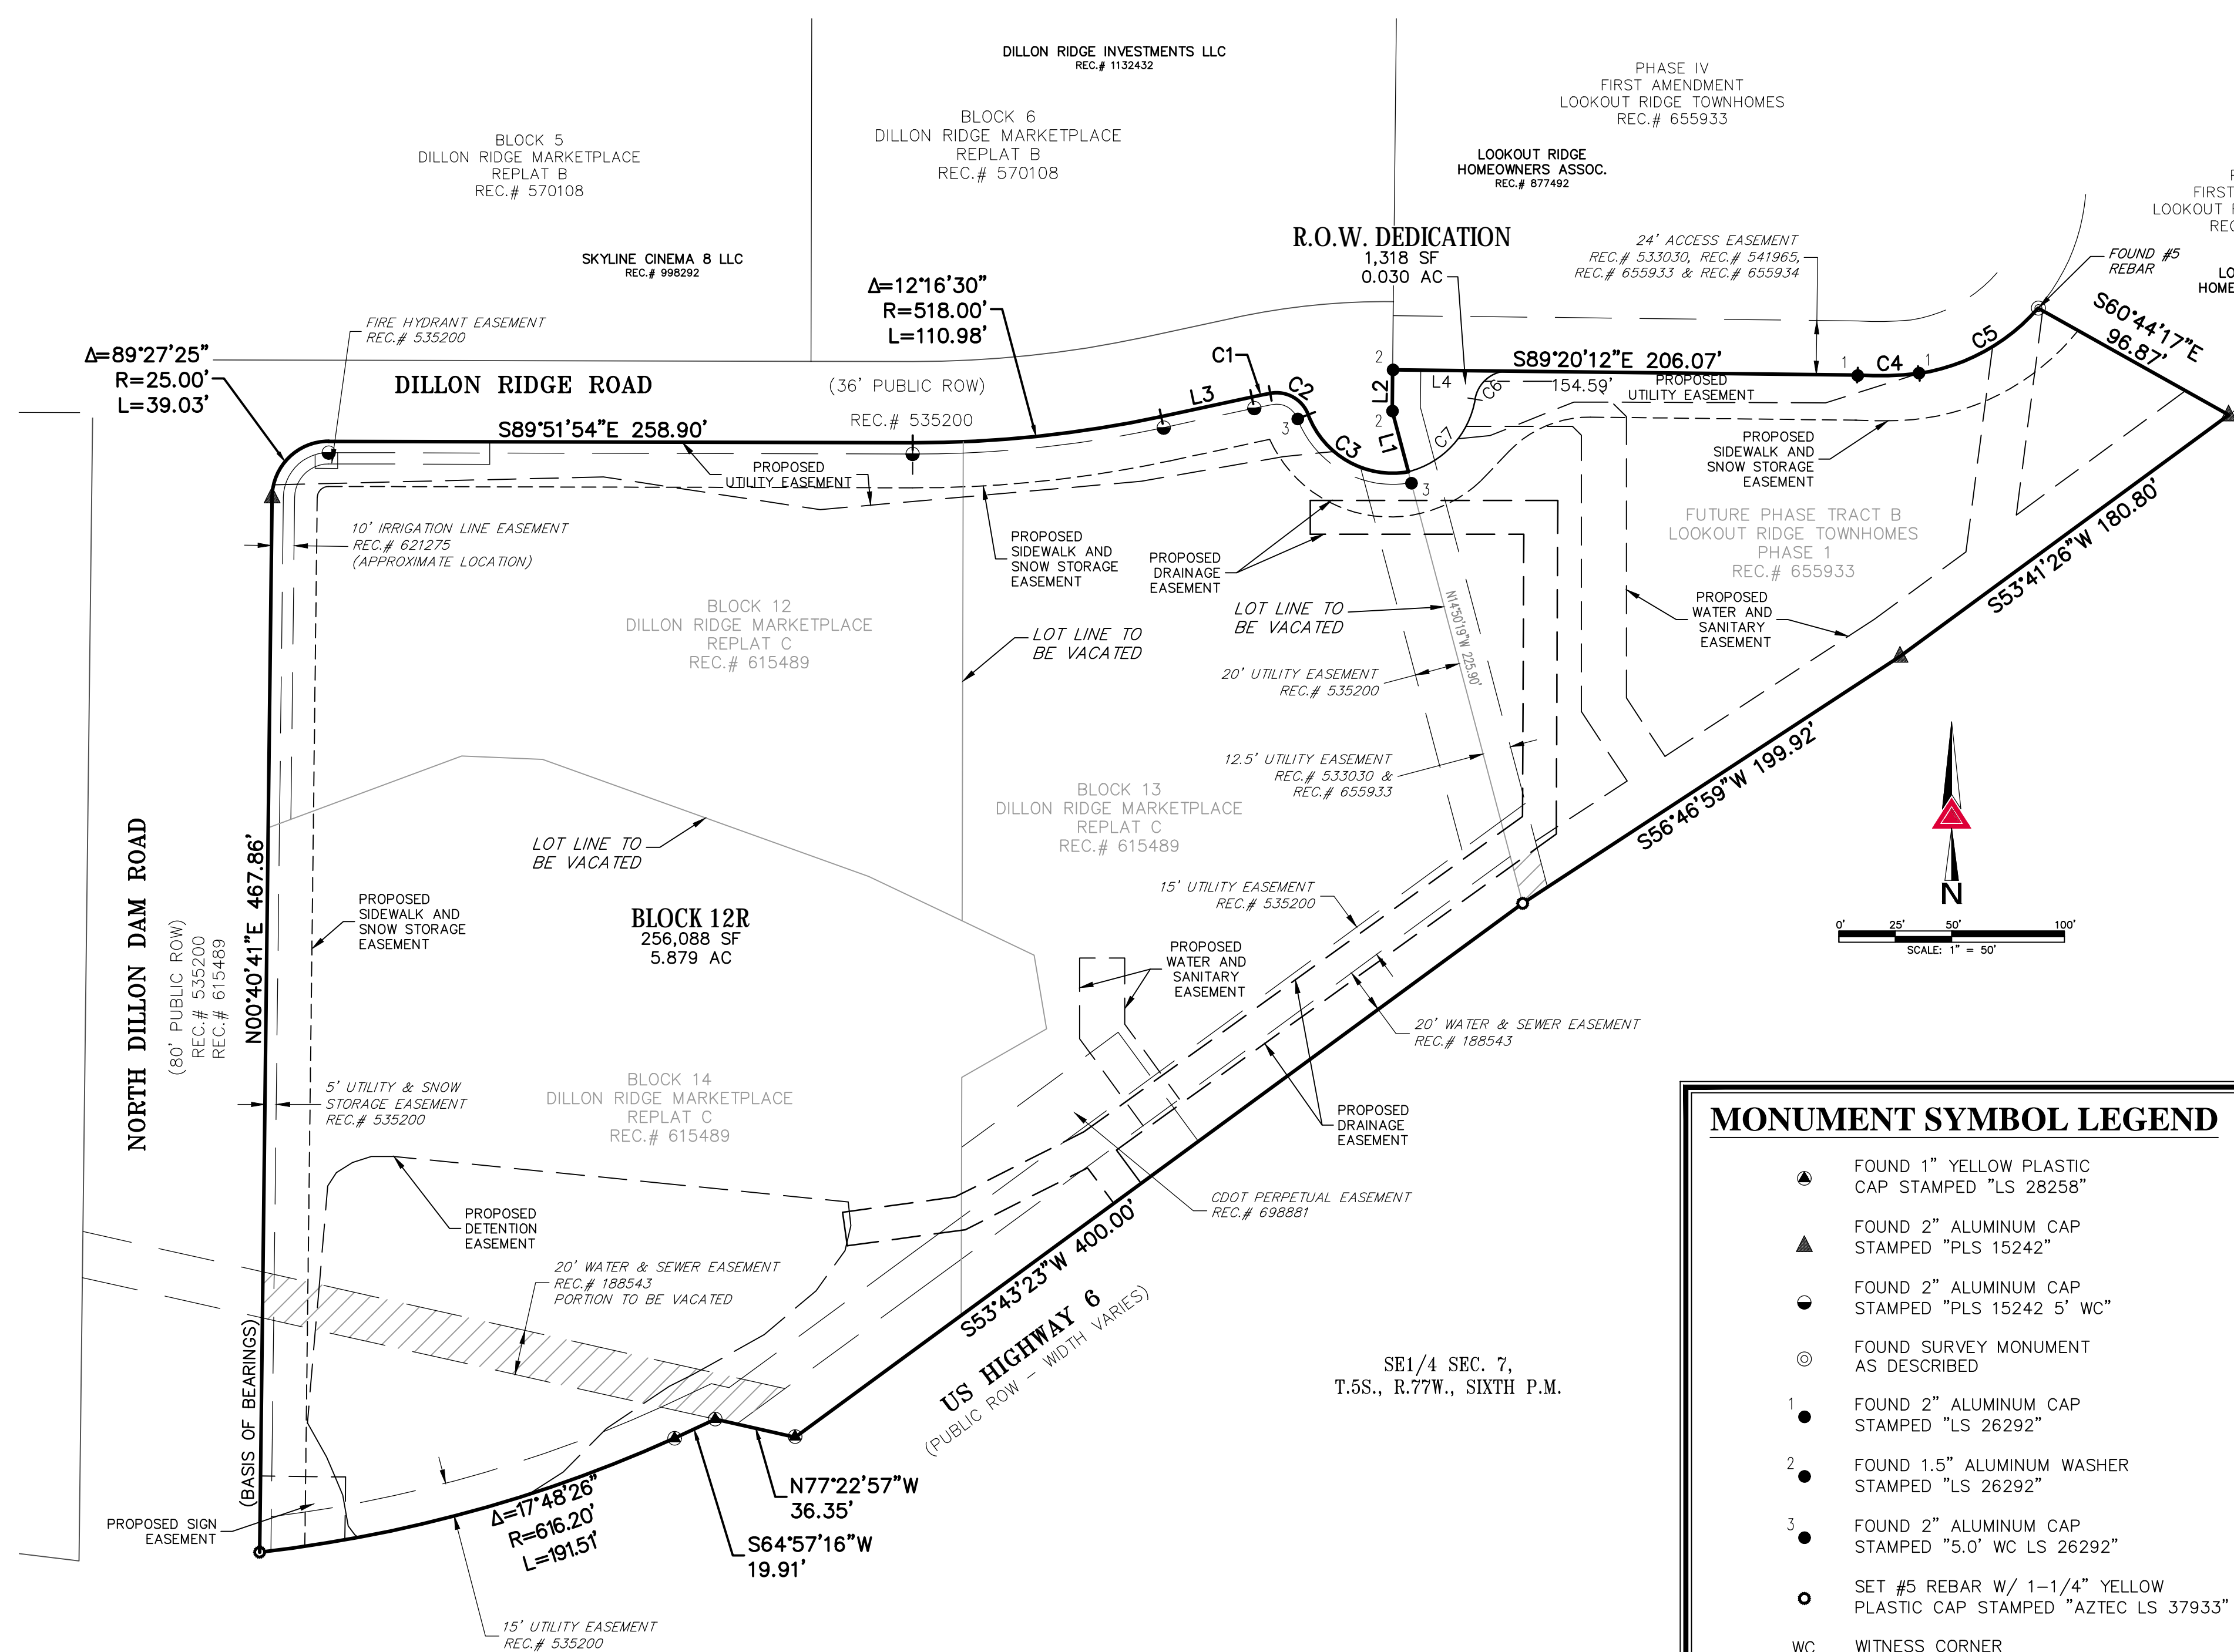 DILLON RIDGE INVESTMENTS LLC
REC.# 1132432
BLOCK 5
DILLON RIDGE MARKETPLACE
REPLAT B
REC.# 570108
BLOCK 6
DILLON RIDGE MARKETPLACE
REPLAT B
REC.# 570108
PHASE IV
FIRST AMENDMENT
LOOKOUT RIDGE TOWNHOMES
REC.# 655933
LOOKOUT RIDGE
HOMEOWNERS ASSOC.
REC.# 877492
FIRST
LOOKOUT
SKYLINE CINEMA 8 LLC
REC.# 998292
R.O.W. DEDICATION
1,318 SF
0.030 AC
24' ACCESS EASEMENT
REC.# 533030, REC.# 541965,
REC.# 655933 & REC.# 655934
FOUND #5
REBAR
S60°44'17"E
96.87'
Δ=12°16'30"
R=518.00'
L=110.98'
FIRE HYDRANT EASEMENT
REC.# 535200
Δ=89°27'25"
R=25.00'
L=39.03'
DILLON RIDGE ROAD
(36' PUBLIC ROW)
REC.# 535200
S89°51'54"E 258.90'
L3
C1
C2
C3
L1
L2
2
2
3
3
S89°20'12"E 206.07'
L4
C6
C7
154.59'
1
C4
1
C5
PROPOSED
UTILITY EASEMENT
PROPOSED
UTILITY EASEMENT
PROPOSED
SIDEWALK AND
SNOW STORAGE
EASEMENT
10' IRRIGATION LINE EASEMENT
REC.# 621275
(APPROXIMATE LOCATION)
PROPOSED
SIDEWALK AND
SNOW STORAGE
EASEMENT
PROPOSED
DRAINAGE
EASEMENT
FUTURE PHASE TRACT B
LOOKOUT RIDGE TOWNHOMES
PHASE 1
REC.# 655933
S53°41'26"W 180.80'
BLOCK 12
DILLON RIDGE MARKETPLACE
REPLAT C
REC.# 615489
LOT LINE TO
BE VACATED
LOT LINE TO
BE VACATED
N14°50'19"W 225.90'
PROPOSED
WATER AND
SANITARY
EASEMENT
20' UTILITY EASEMENT
REC.# 535200
12.5' UTILITY EASEMENT
REC.# 533030 &
REC.# 655933
S56°46'59"W 199.92'
BLOCK 13
DILLON RIDGE MARKETPLACE
REPLAT C
REC.# 615489
LOT LINE TO
BE VACATED
NORTH DILLON DAM ROAD
(80' PUBLIC ROW)
REC.# 535200
REC.# 615489
N00°40'41"E 467.86'
(BASIS OF BEARINGS)
PROPOSED
SIDEWALK AND
SNOW STORAGE
EASEMENT
BLOCK 12R
256,088 SF
5.879 AC
15' UTILITY EASEMENT
REC.# 535200
PROPOSED
WATER AND
SANITARY
EASEMENT
N
0' 25' 50' 100'
SCALE: 1" = 50'
20' WATER & SEWER EASEMENT
REC.# 188543
5' UTILITY & SNOW
STORAGE EASEMENT
REC.# 535200
BLOCK 14
DILLON RIDGE MARKETPLACE
REPLAT C
REC.# 615489
PROPOSED
DRAINAGE
EASEMENT
CDOT PERPETUAL EASEMENT
REC.# 698881
PROPOSED
DETENTION
EASEMENT
20' WATER & SEWER EASEMENT
REC.# 188543
PORTION TO BE VACATED
S53°43'23"W 400.00'
US HIGHWAY 6
(PUBLIC ROW - WIDTH VARIES)
SE1/4 SEC. 7,
T.5S., R.77W., SIXTH P.M.
PROPOSED SIGN
EASEMENT
Δ=17°48'26"
R=616.20'
L=191.51'
N77°22'57"W
36.35'
S64°57'16"W
19.91'
15' UTILITY EASEMENT
REC.# 535200
MONUMENT SYMBOL LEGEND
FOUND 1" YELLOW PLASTIC
CAP STAMPED "LS 28258"
FOUND 2" ALUMINUM CAP
STAMPED "PLS 15242"
FOUND 2" ALUMINUM CAP
STAMPED "PLS 15242 5' WC"
FOUND SURVEY MONUMENT
AS DESCRIBED
1 FOUND 2" ALUMINUM CAP
STAMPED "LS 26292"
2 FOUND 1.5" ALUMINUM WASHER
STAMPED "LS 26292"
3 FOUND 2" ALUMINUM CAP
STAMPED "5.0' WC LS 26292"
SET #5 REBAR W/ 1-1/4" YELLOW
PLASTIC CAP STAMPED "AZTEC LS 37933"
WC WITNESS CORNER